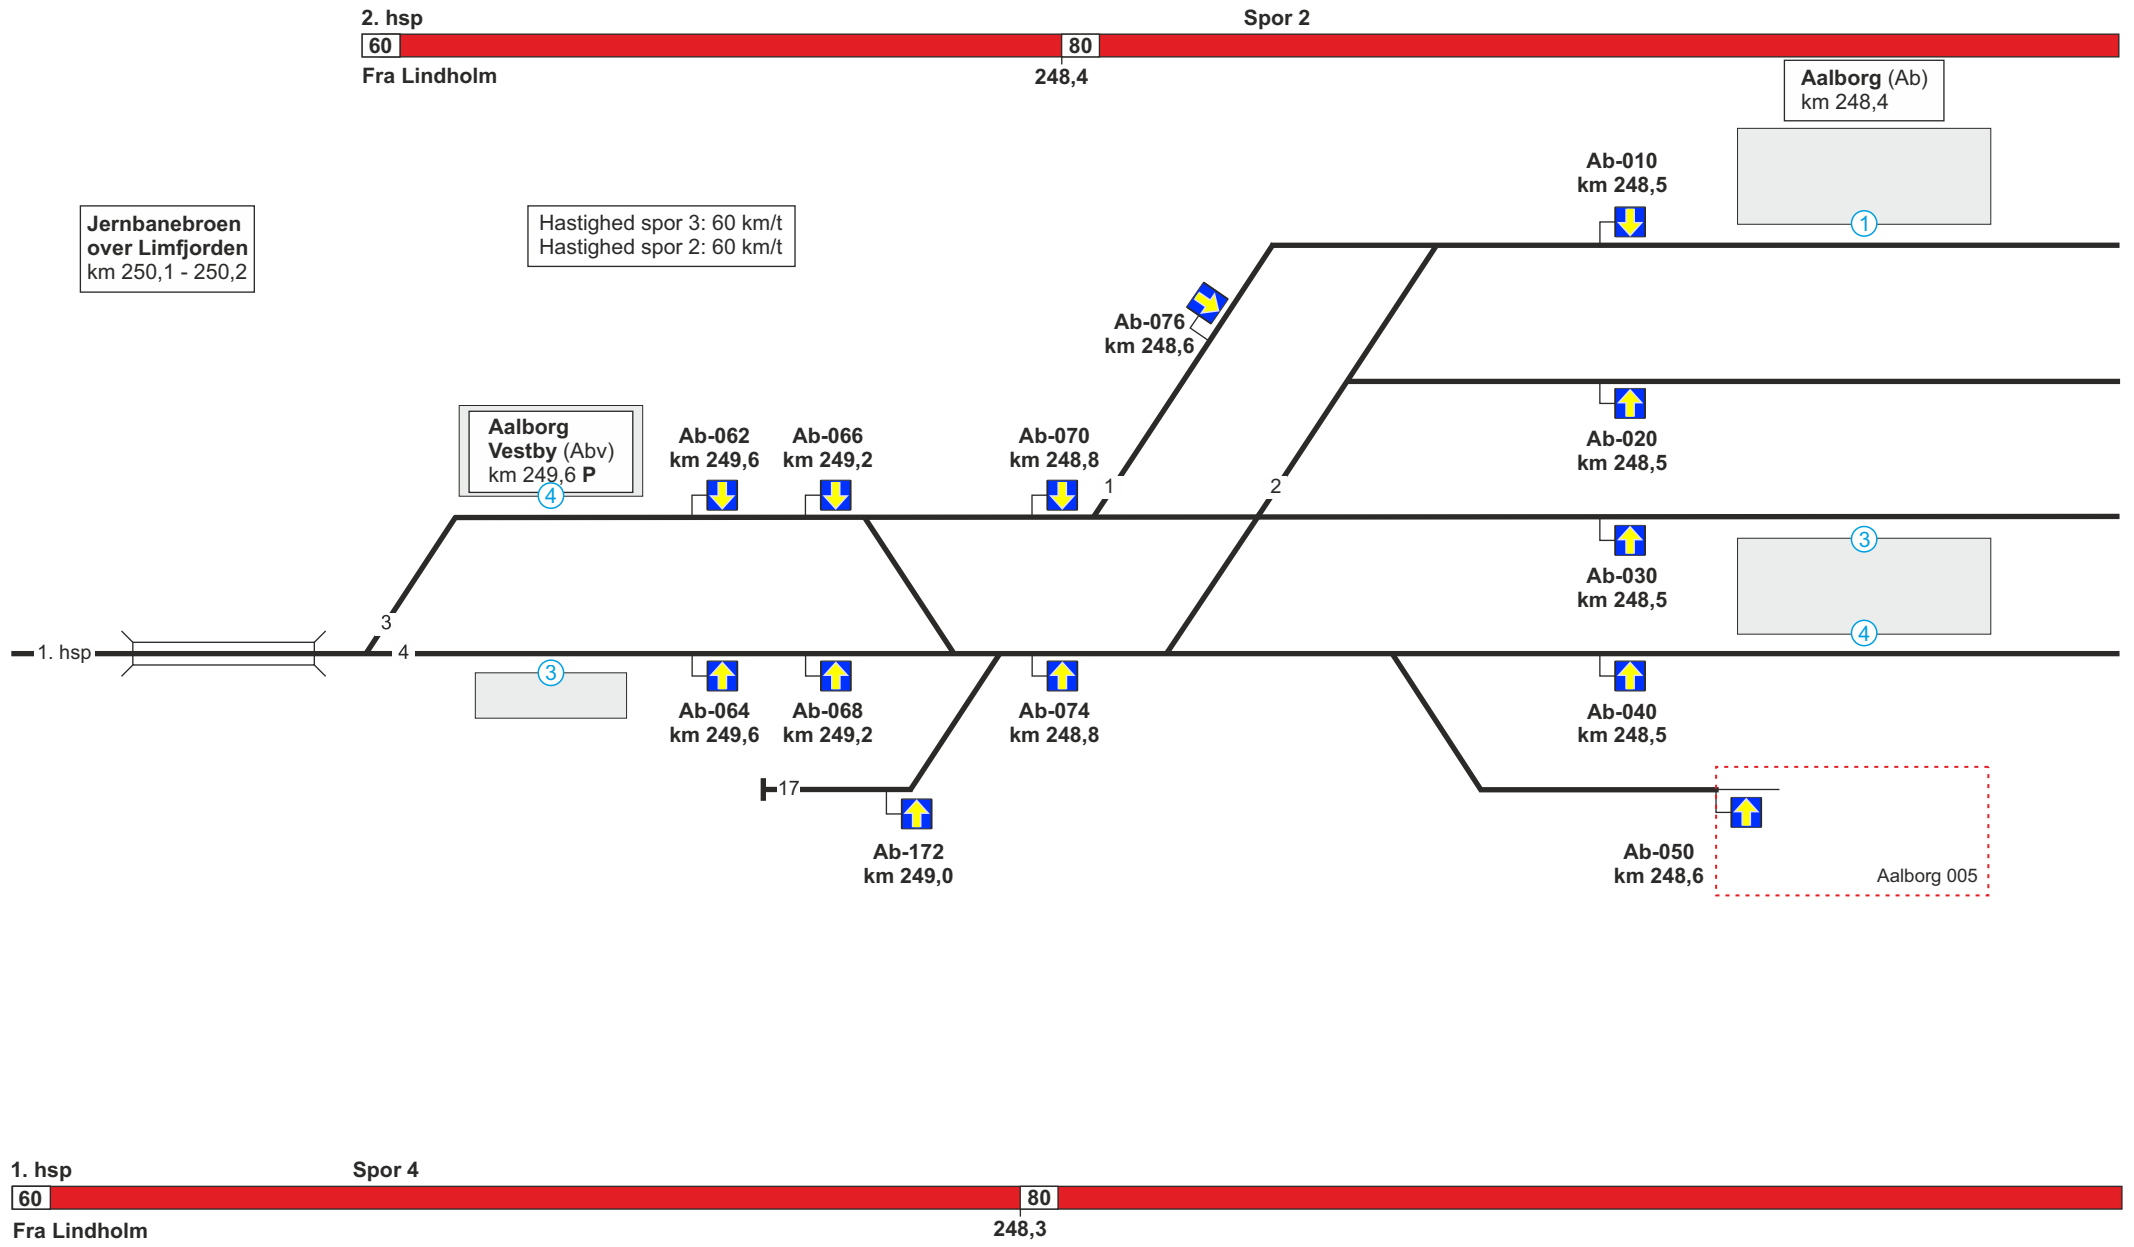 2. hsp
Spor 2
60
80
Fra Lindholm
248,4
Aalborg (Ab)
km 248,4
Ab-010
km 248,5
1
Jernbanebroen
over Limfjorden
km 250,1 - 250,2
Hastighed spor 3: 60 km/t
Hastighed spor 2: 60 km/t
Ab-076
km 248,6
Aalborg
Vestby (Abv)
km 249,6 P
4
Ab-062
km 249,6
Ab-066
km 249,2
Ab-070
km 248,8
Ab-020
km 248,5
1
2
3
Ab-030
km 248,5
3
4
1. hsp
4
3
Ab-064
km 249,6
Ab-068
km 249,2
Ab-074
km 248,8
Ab-040
km 248,5
17
Ab-172
km 249,0
Ab-050
km 248,6
Aalborg 005
1. hsp
Spor 4
60
80
Fra Lindholm
248,3